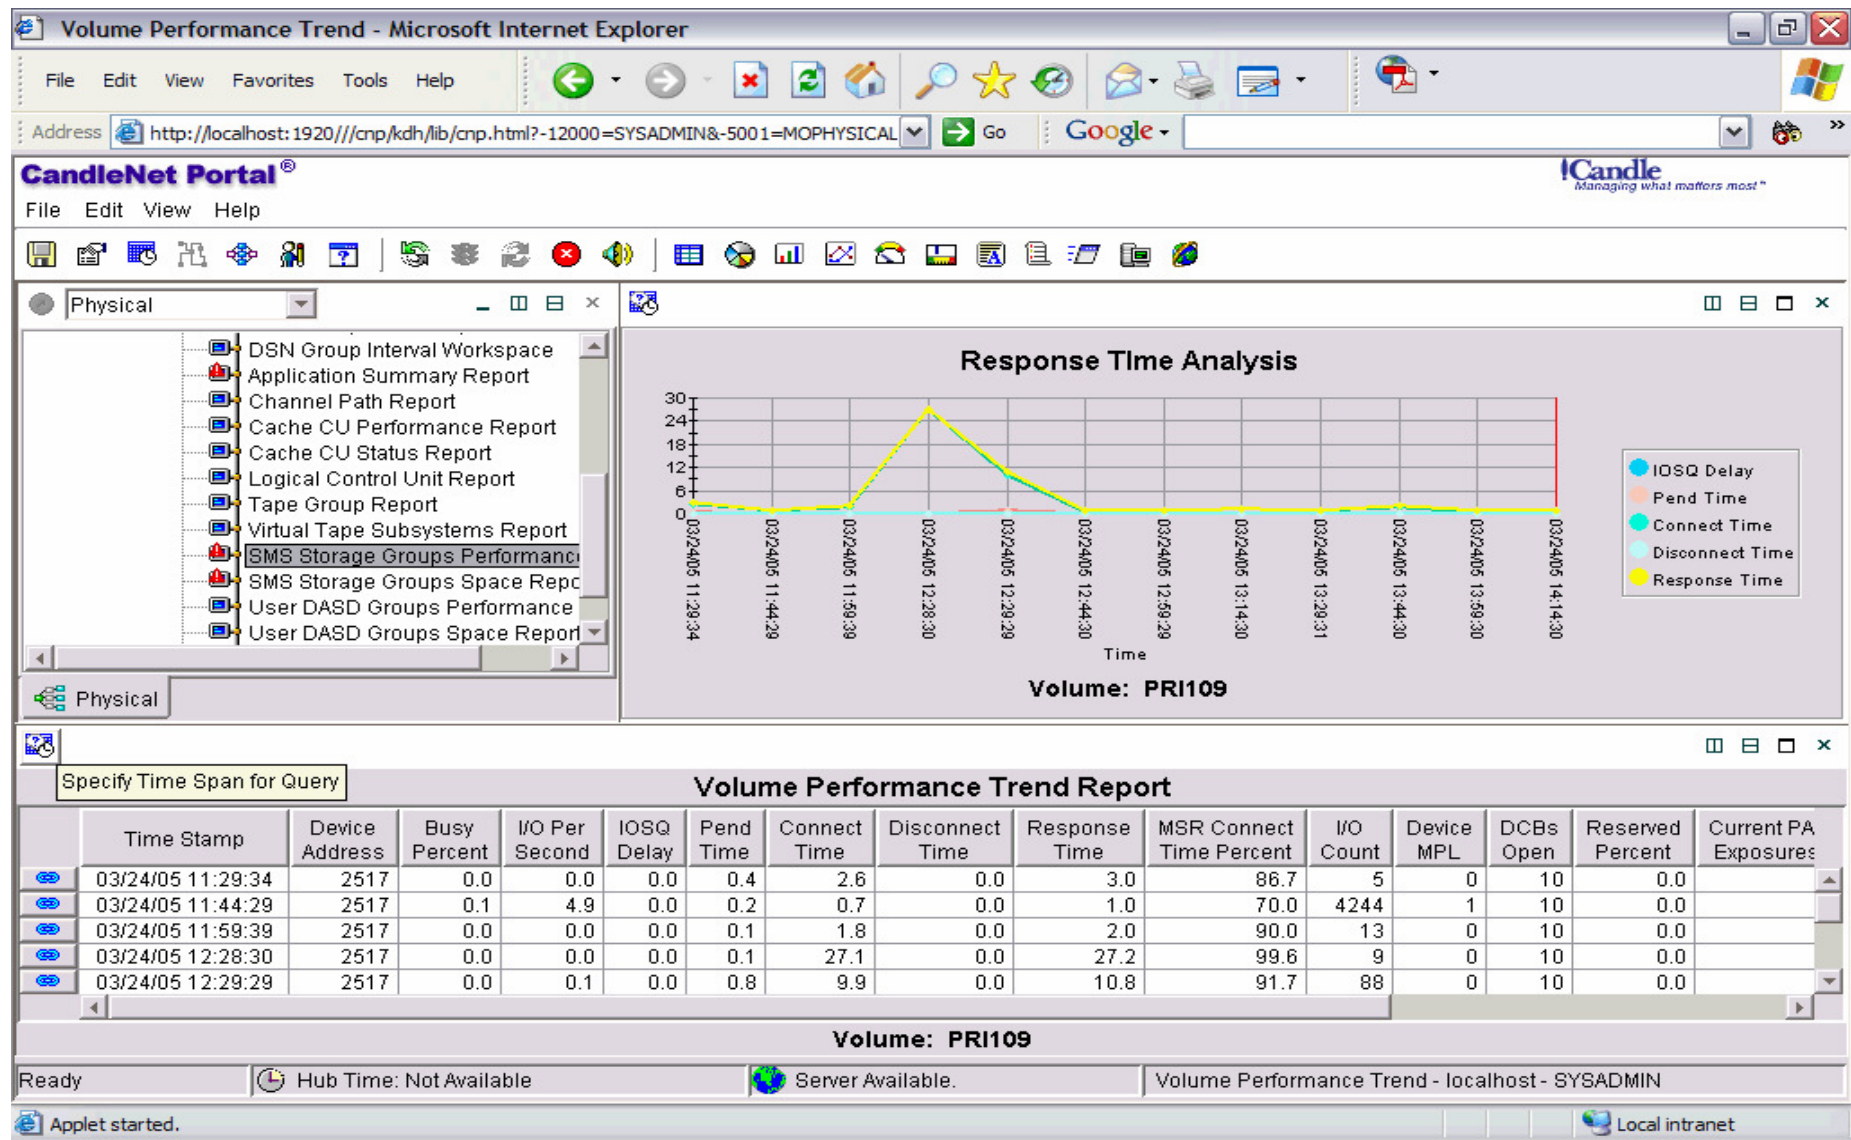 Volume Performance Trend - Microsoft Internet Explorer
File Edit View Favorites Tools Help
Address http://localhost:1920///cnp/kdh/lib/cnp.html?-12000=SYSADMIN&-5001=MOPHYSICAL Go Google
CandleNet Portal®
!Candle
Managing what matters most™
File Edit View Help
Physical
DSN Group Interval Workspace
Application Summary Report
Channel Path Report
Cache CU Performance Report
Cache CU Status Report
Logical Control Unit Report
Tape Group Report
Virtual Tape Subsystems Report
SMS Storage Groups Performanc
SMS Storage Groups Space Repo
User DASD Groups Performance
User DASD Groups Space Report
Physical
Response TIme Analysis
30
24
18
12
6
0
03/24/05 11:29:34
03/24/05 11:44:29
03/24/05 11:59:39
03/24/05 12:28:30
03/24/05 12:29:29
03/24/05 12:44:30
03/24/05 12:59:29
03/24/05 13:14:30
03/24/05 13:29:31
03/24/05 13:44:30
03/24/05 13:59:30
03/24/05 14:14:30
Time
IOSQ Delay
Pend Time
Connect Time
Disconnect Time
Response Time
Volume: PRI109
Specify Time Span for Query
Volume Performance Trend Report
Time Stamp Device Address Busy Percent I/O Per Second IOSQ Delay Pend Time Connect Time Disconnect Time Response Time MSR Connect Time Percent I/O Count Device MPL DCBs Open Reserved Percent Current PA Exposures
03/24/05 11:29:34 2517 0.0 0.0 0.0 0.4 2.6 0.0 3.0 86.7 5 0 10 0.0
03/24/05 11:44:29 2517 0.1 4.9 0.0 0.2 0.7 0.0 1.0 70.0 4244 1 10 0.0
03/24/05 11:59:39 2517 0.0 0.0 0.0 0.1 1.8 0.0 2.0 90.0 13 0 10 0.0
03/24/05 12:28:30 2517 0.0 0.0 0.0 0.1 27.1 0.0 27.2 99.6 9 0 10 0.0
03/24/05 12:29:29 2517 0.0 0.1 0.0 0.8 9.9 0.0 10.8 91.7 88 0 10 0.0
Volume: PRI109
Ready Hub Time: Not Available Server Available. Volume Performance Trend - localhost - SYSADMIN
Applet started. Local intranet